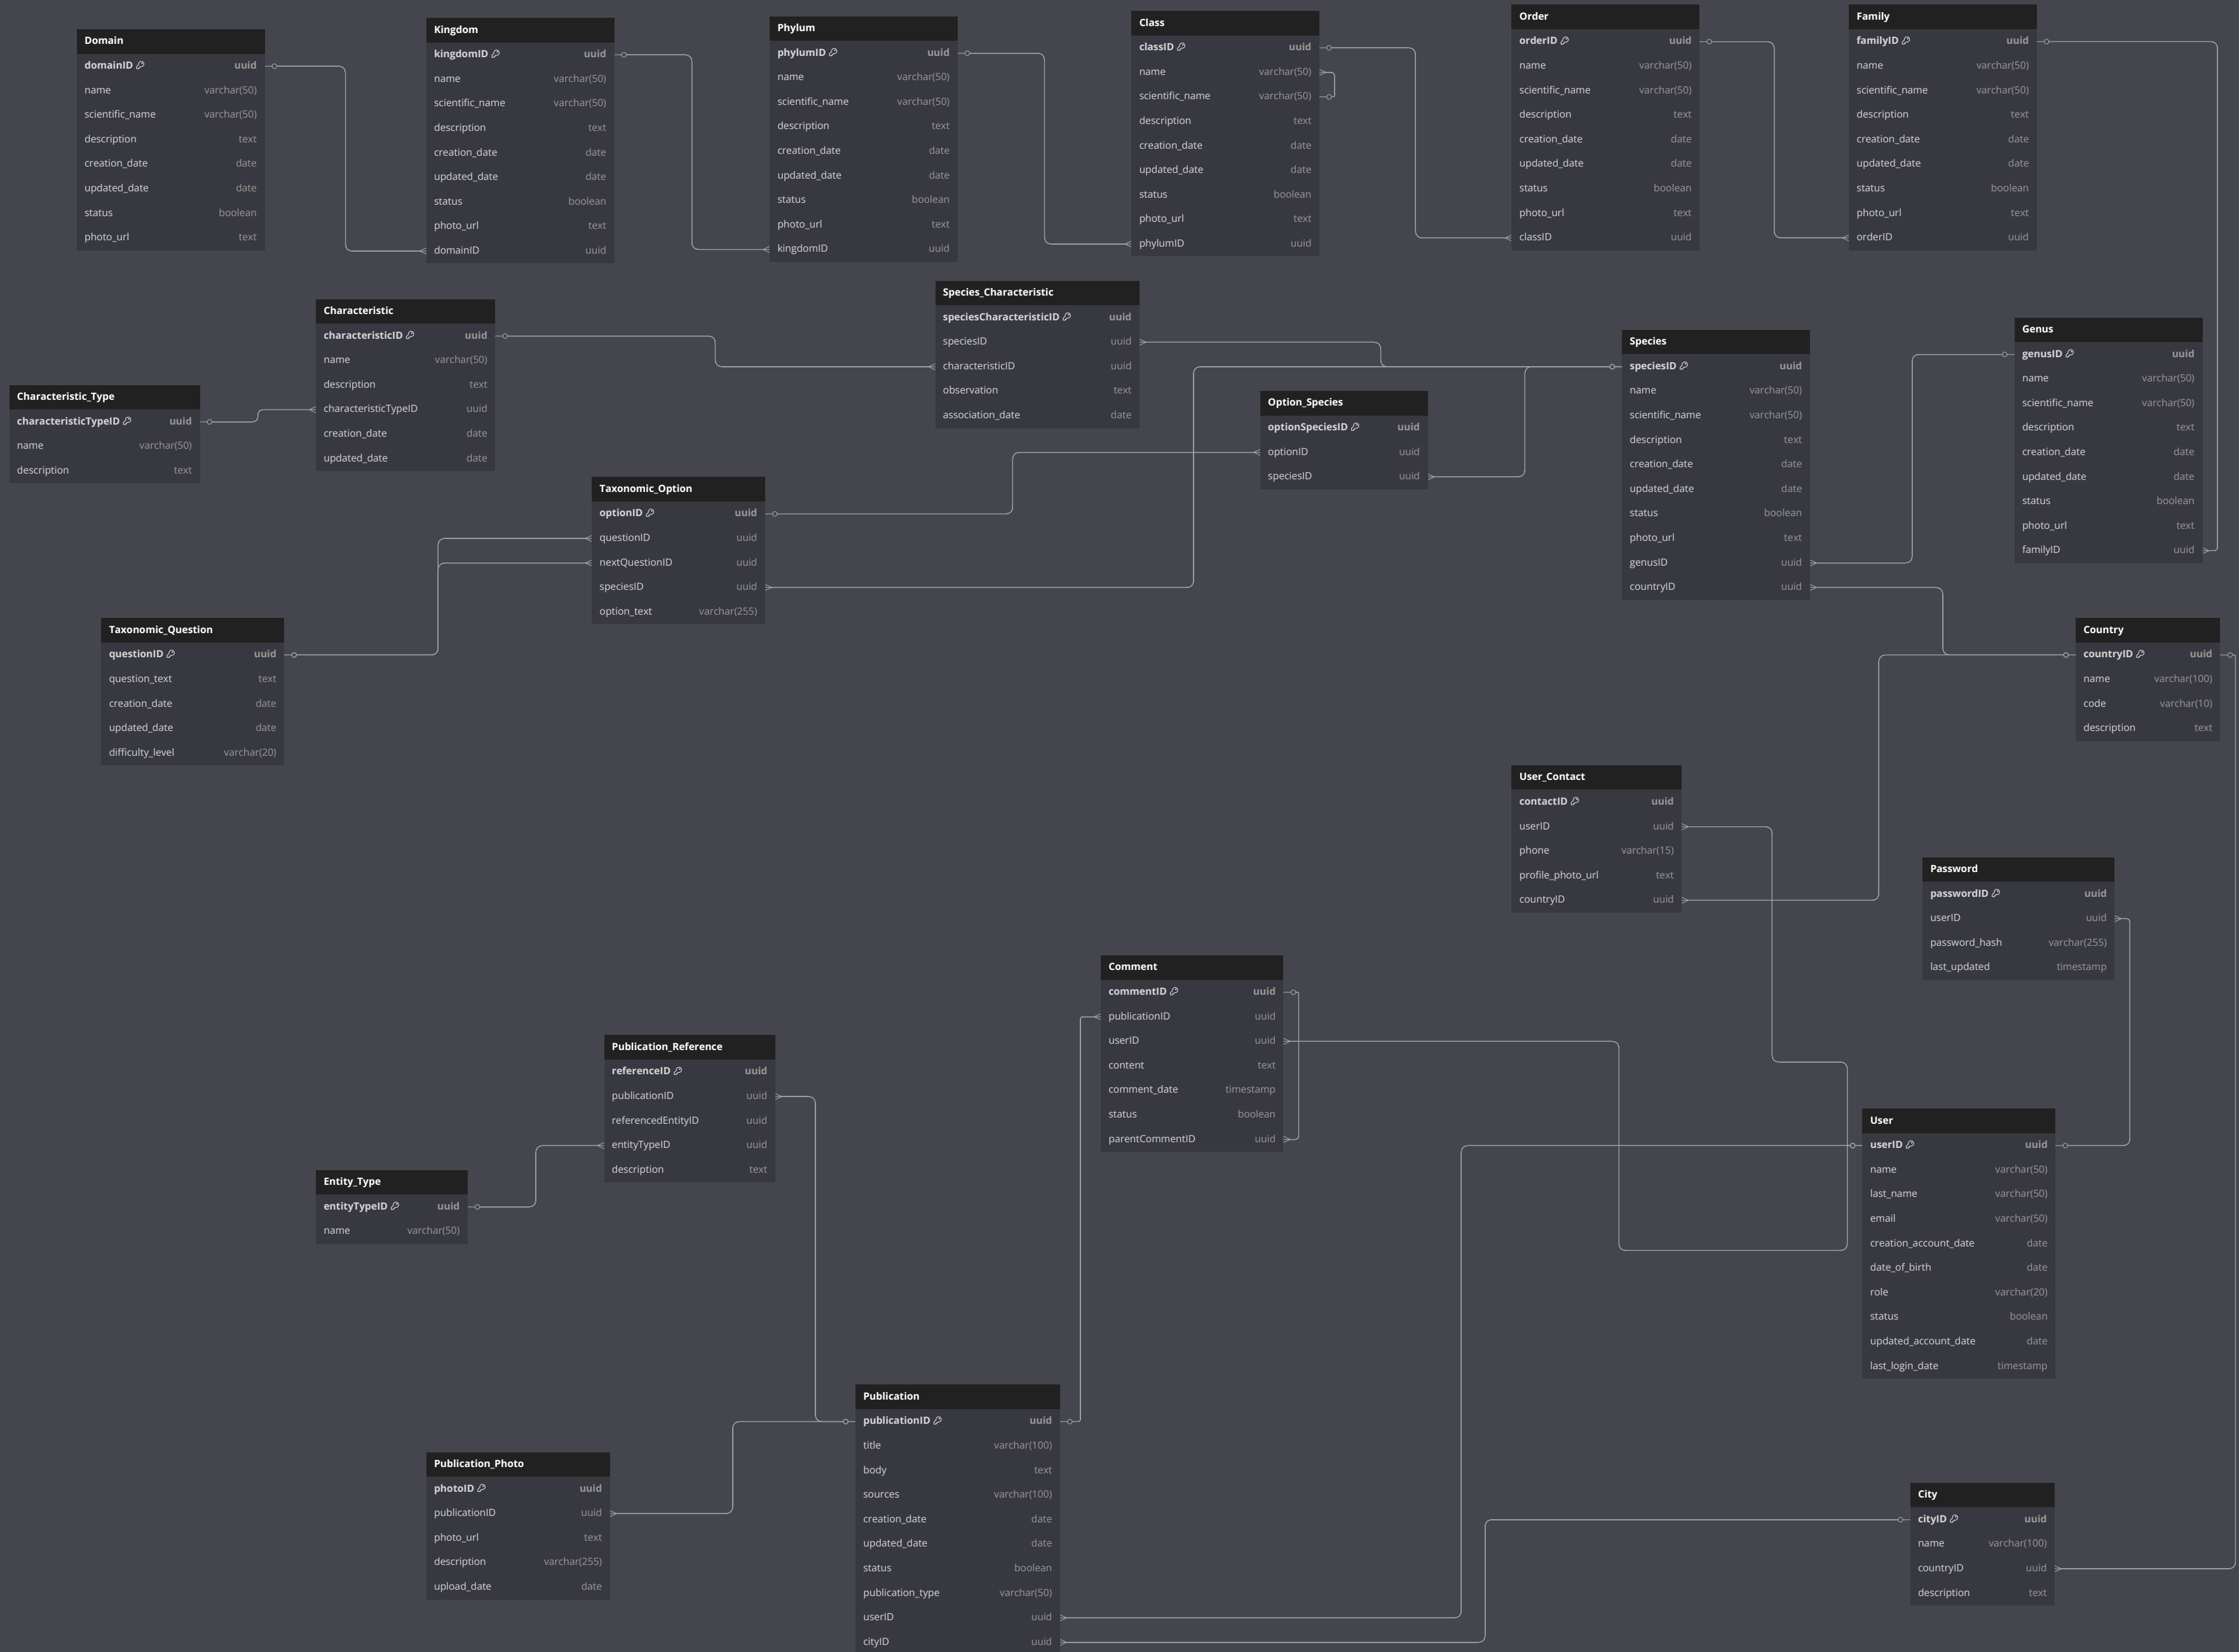 Domain
domainID uuid
name varchar(50)
scientific_name varchar(50)
description text
creation_date date
updated_date date
status boolean
photo_url text
Kingdom
kingdomID uuid
name varchar(50)
scientific_name varchar(50)
description text
creation_date date
updated_date date
status boolean
photo_url text
domainID uuid
Phylum
phylumID uuid
name varchar(50)
scientific_name varchar(50)
description text
creation_date date
updated_date date
status boolean
photo_url text
kingdomID uuid
Class
classID uuid
name varchar(50)
scientific_name varchar(50)
description text
creation_date date
updated_date date
status boolean
photo_url text
phylumID uuid
Order
orderID uuid
name varchar(50)
scientific_name varchar(50)
description text
creation_date date
updated_date date
status boolean
photo_url text
classID uuid
Family
familyID uuid
name varchar(50)
scientific_name varchar(50)
description text
creation_date date
updated_date date
status boolean
photo_url text
orderID uuid
Characteristic_Type
characteristicTypeID uuid
name varchar(50)
description text
Characteristic
characteristicID uuid
name varchar(50)
description text
characteristicTypeID uuid
creation_date date
updated_date date
Species_Characteristic
speciesCharacteristicID uuid
speciesID uuid
characteristicID uuid
observation text
association_date date
Option_Species
optionSpeciesID uuid
optionID uuid
speciesID uuid
Species
speciesID uuid
name varchar(50)
scientific_name varchar(50)
description text
creation_date date
updated_date date
status boolean
photo_url text
genusID uuid
countryID uuid
Genus
genusID uuid
name varchar(50)
scientific_name varchar(50)
description text
creation_date date
updated_date date
status boolean
photo_url text
familyID uuid
Taxonomic_Option
optionID uuid
questionID uuid
nextQuestionID uuid
speciesID uuid
option_text varchar(255)
Taxonomic_Question
questionID uuid
question_text text
creation_date date
updated_date date
difficulty_level varchar(20)
Country
countryID uuid
name varchar(100)
code varchar(10)
description text
User_Contact
contactID uuid
userID uuid
phone varchar(15)
profile_photo_url text
countryID uuid
Password
passwordID uuid
userID uuid
password_hash varchar(255)
last_updated timestamp
Comment
commentID uuid
publicationID uuid
userID uuid
content text
comment_date timestamp
status boolean
parentCommentID uuid
Publication_Reference
referenceID uuid
publicationID uuid
referencedEntityID uuid
entityTypeID uuid
description text
Entity_Type
entityTypeID uuid
name varchar(50)
User
userID uuid
name varchar(50)
last_name varchar(50)
email varchar(50)
creation_account_date date
date_of_birth date
role varchar(20)
status boolean
updated_account_date date
last_login_date timestamp
Publication
publicationID uuid
title varchar(100)
body text
sources varchar(100)
creation_date date
updated_date date
status boolean
publication_type varchar(50)
userID uuid
cityID uuid
Publication_Photo
photoID uuid
publicationID uuid
photo_url text
description varchar(255)
upload_date date
City
cityID uuid
name varchar(100)
countryID uuid
description text